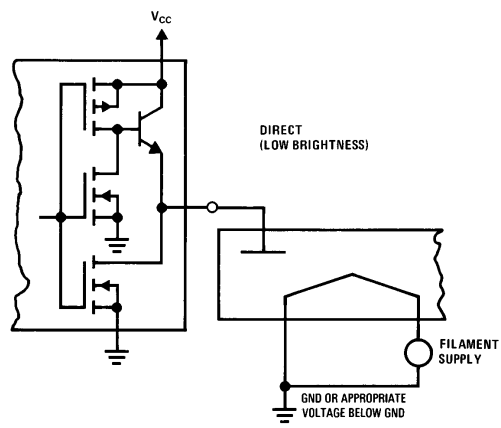 VCC
DIRECT
(LOW BRIGHTNESS)
FILAMENT
SUPPLY
GND OR APPROPRIATE
VOLTAGE BELOW GND